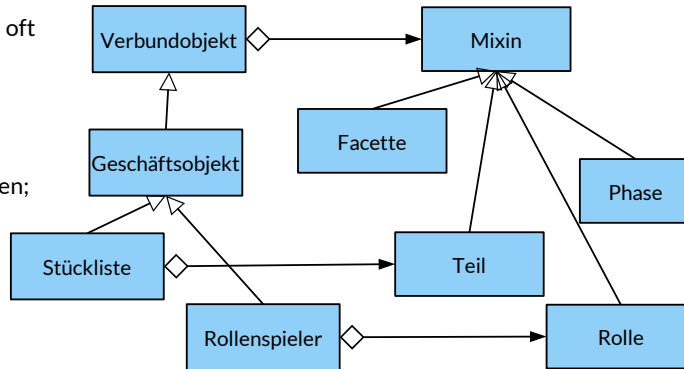 oft
Verbundobjekt
Mixin
Facette
Geschäftsobjekt
en;
Phase
Stückliste
Teil
Rollenspieler
Rolle